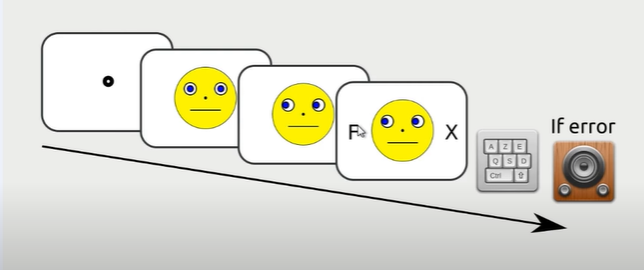 If error
F X
A Z E
Q S D
Ctrl ⇧